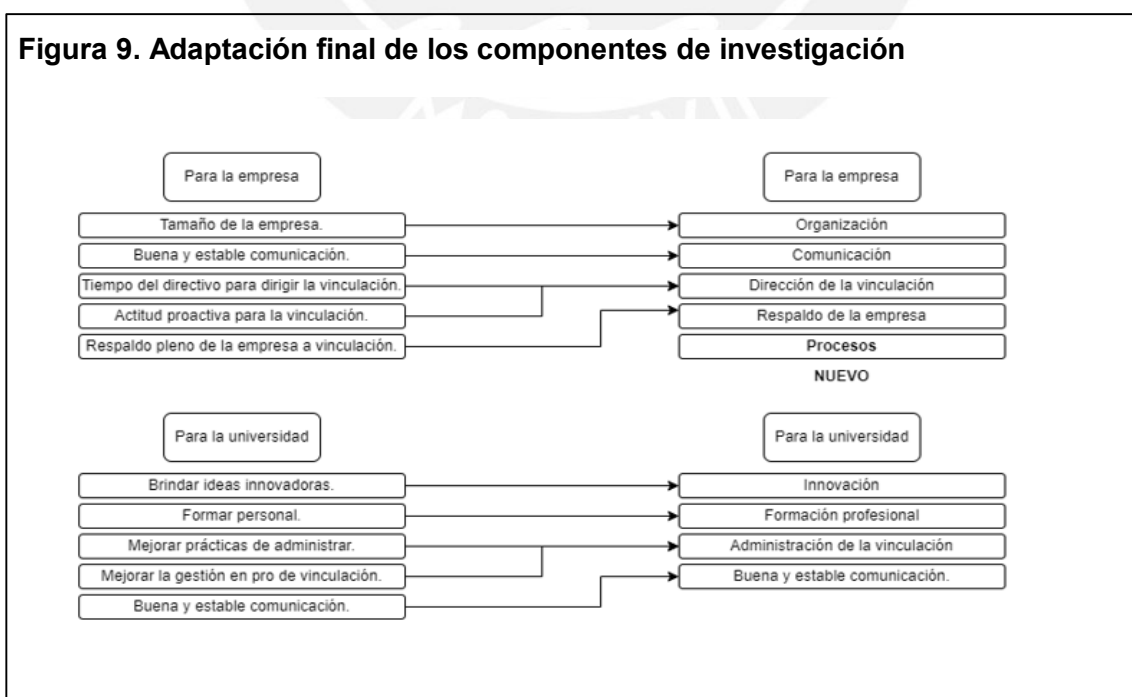 Figura 9. Adaptación final de los componentes de investigación
Para la empresa
Para la empresa
Tamaño de la empresa.
Organización
Buena y estable comunicación.
Comunicación
Tiempo del directivo para dirigir la vinculación.
Dirección de la vinculación
Actitud proactiva para la vinculación.
Respaldo de la empresa
Respaldo pleno de la empresa a vinculación.
Procesos
NUEVO
Para la universidad
Para la universidad
Brindar ideas innovadoras.
Innovación
Formar personal.
Formación profesional
Mejorar prácticas de administrar.
Administración de la vinculación
Mejorar la gestión en pro de vinculación.
Buena y estable comunicación.
Buena y estable comunicación.